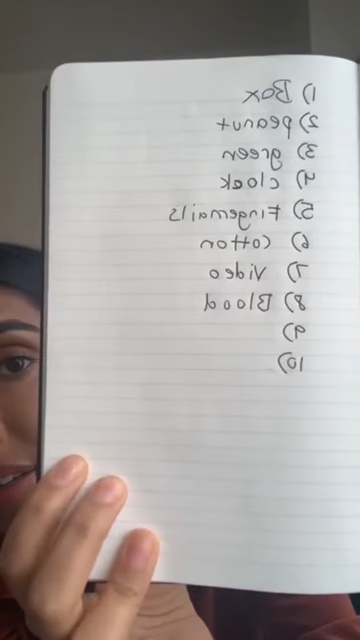 1) Box
2) peanut
3) green
4) clock
5) Fingernails
6) cotton
7) Video
8) Blood
9)
10)